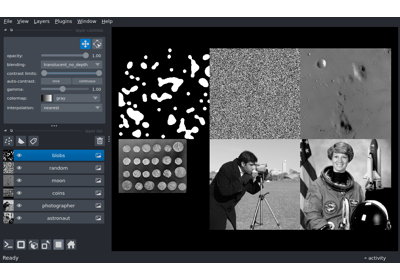 File View Layers Plugins Window Help
opacity: 1.00
blending: translucent_no_depth
contrast limits:
auto-contrast: once continuous
gamma: 1.00
colormap: gray
interpolation: nearest
blobs
random
moon
coins
photographer
astronaut
Ready
activity